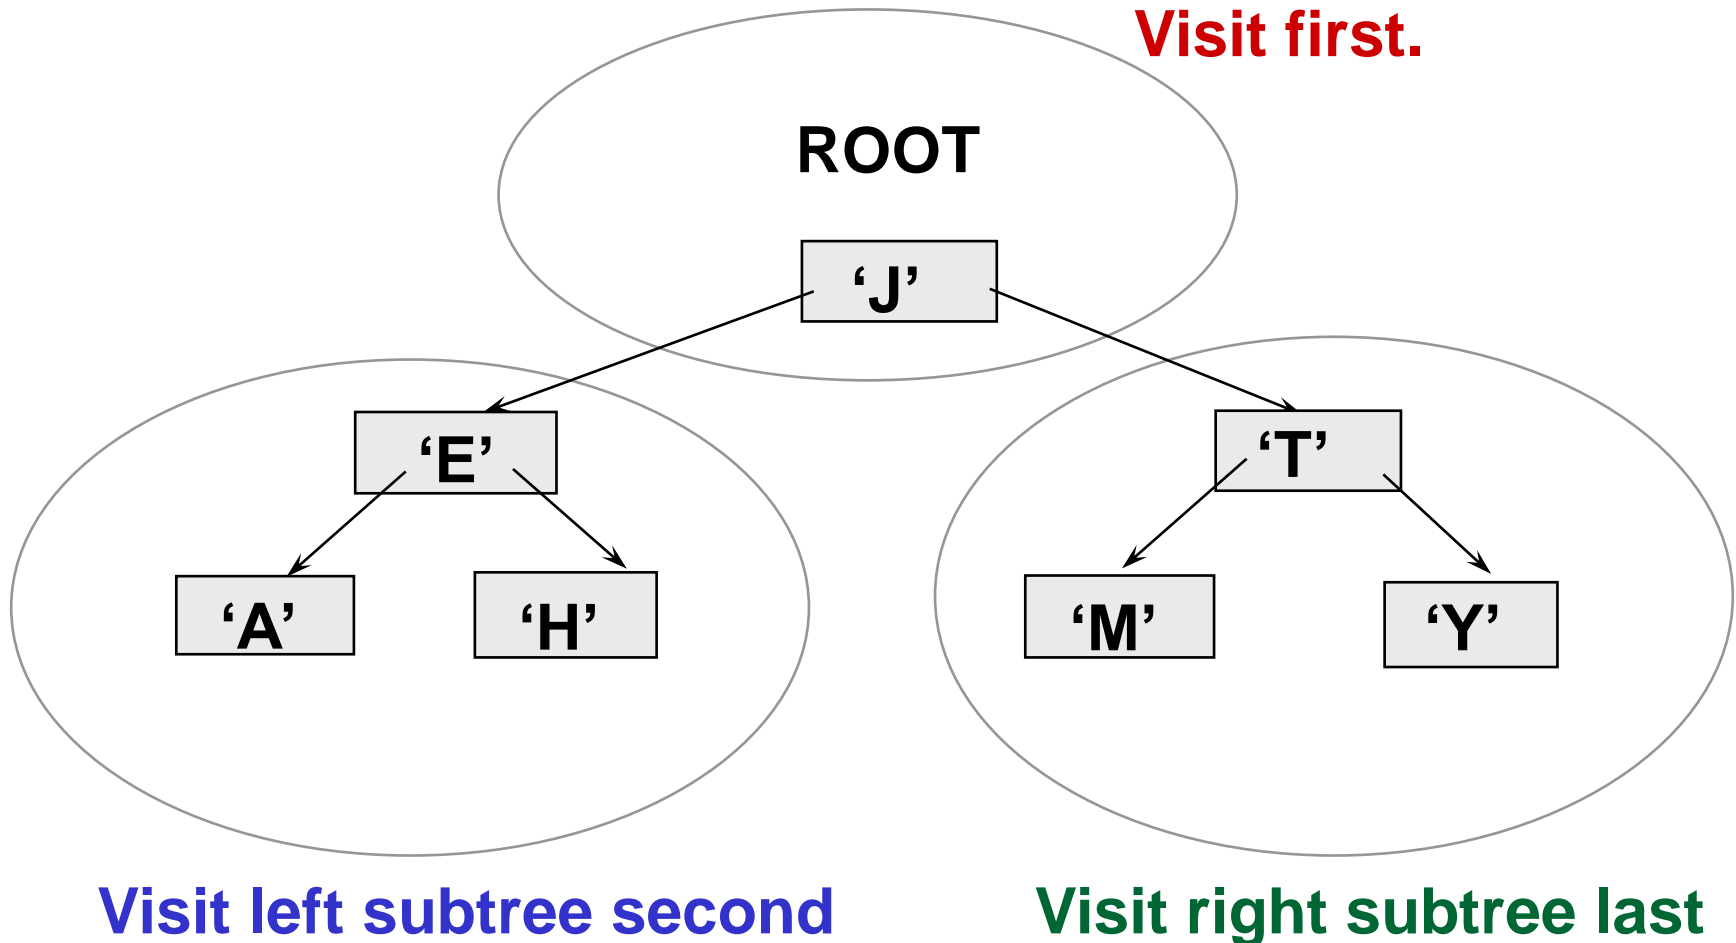 Visit first.
ROOT
‘J’
‘E’
‘T’
‘A’
‘H’
‘M’
‘Y’
Visit left subtree second
Visit right subtree last